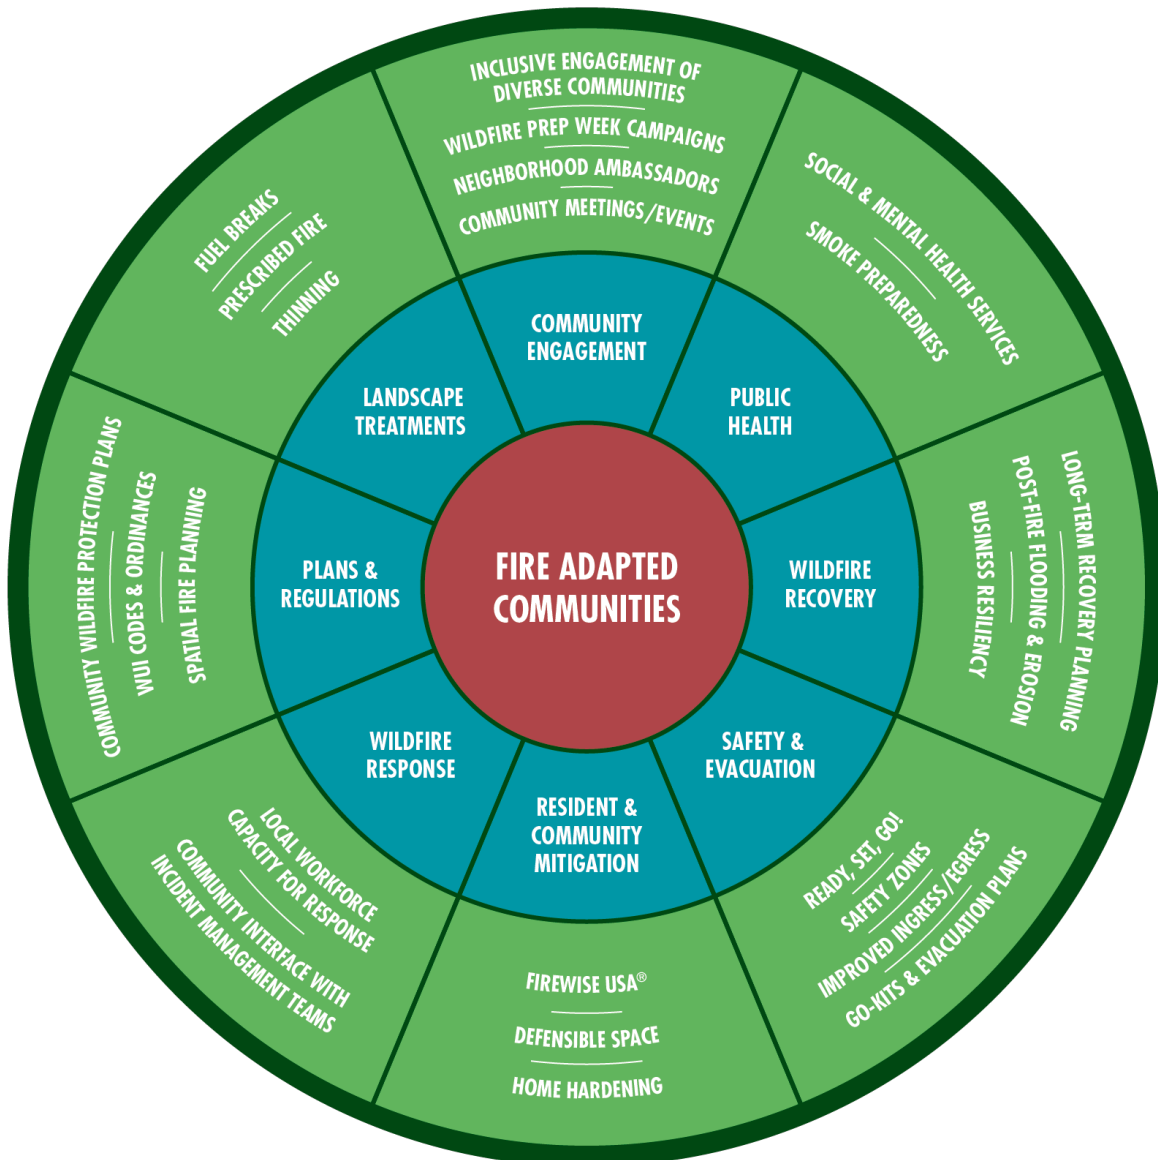 FIRE ADAPTED
COMMUNITIES
COMMUNITY
ENGAGEMENT
INCLUSIVE ENGAGEMENT OF
DIVERSE COMMUNITIES
WILDFIRE PREP WEEK CAMPAIGNS
NEIGHBORHOOD AMBASSADORS
COMMUNITY MEETINGS/EVENTS
PUBLIC
HEALTH
SOCIAL & MENTAL HEALTH SERVICES
SMOKE PREPAREDNESS
WILDFIRE
RECOVERY
LONG-TERM RECOVERY PLANNING
POST-FIRE FLOODING & EROSION
BUSINESS RESILIENCY
SAFETY &
EVACUATION
READY, SET, GO!
SAFETY ZONES
IMPROVED INGRESS/EGRESS
GO-KITS & EVACUATION PLANS
RESIDENT &
COMMUNITY
MITIGATION
FIREWISE USA®
DEFENSIBLE SPACE
HOME HARDENING
WILDFIRE
RESPONSE
LOCAL WORKFORCE
CAPACITY FOR RESPONSE
COMMUNITY INTERFACE WITH
INCIDENT MANAGEMENT TEAMS
PLANS &
REGULATIONS
COMMUNITY WILDFIRE PROTECTION PLANS
WUI CODES & ORDINANCES
SPATIAL FIRE PLANNING
LANDSCAPE
TREATMENTS
FUEL BREAKS
PRESCRIBED FIRE
THINNING